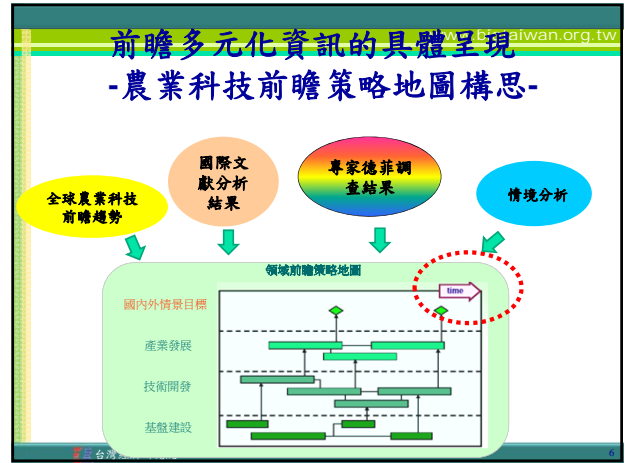 前瞻多元化資訊的具體呈現
-農業科技前瞻策略地圖構思-
全球農業科技
前瞻趨勢
國際文
獻分析
結果
專家德菲調
查結果
情境分析
領域前瞻策略地圖
time
國內外情景目標
產業發展
技術開發
基盤建設
6